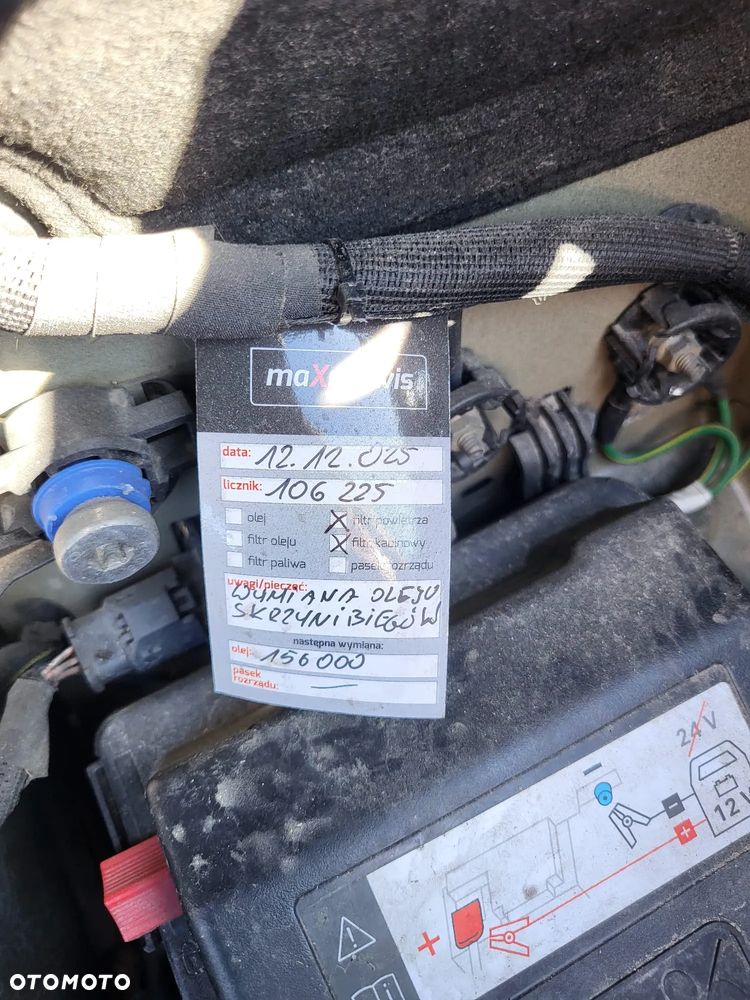 data: 12.12.025
licznik: 106 225
olej
filtr powietrza
filtr oleju
filtr kabinowy
filtr paliwa
pasek rozrządu
uwagi/pieczęć:
WYMIANA OLEJU
SKRZYNI BIEGÓW
następna wymiana:
olej: 156 000
pasek
rozrządu: —
24V
12V
OTOMOTO